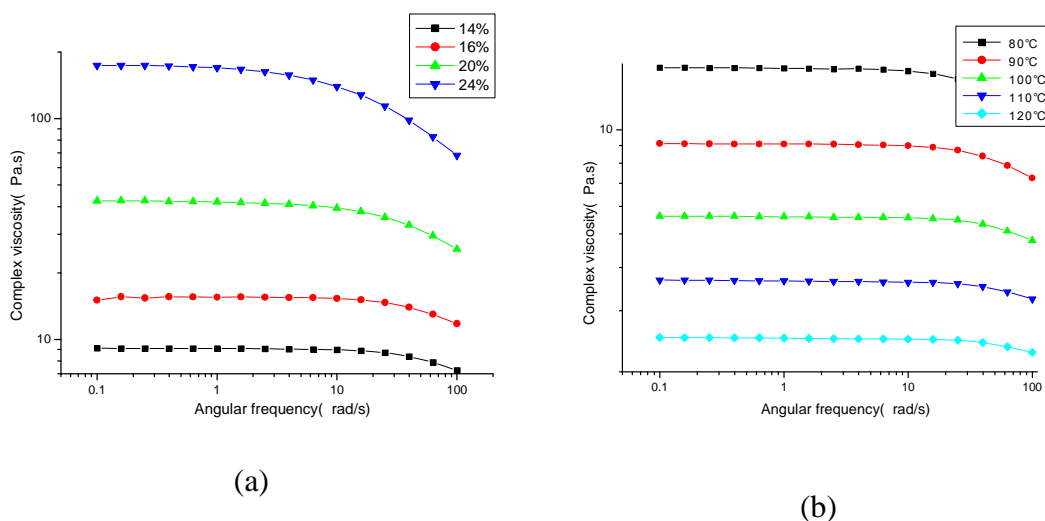 14%
16%
20%
24%
100
10
Complex viscosity( Pa.s)
0.1 1 10 100
Angular frequency( rad/s)
(a)
80℃
90℃
100℃
110℃
120℃
10
Complex viscosity( Pa.s)
0.1 1 10 100
Angular frequency( rad/s)
(b)